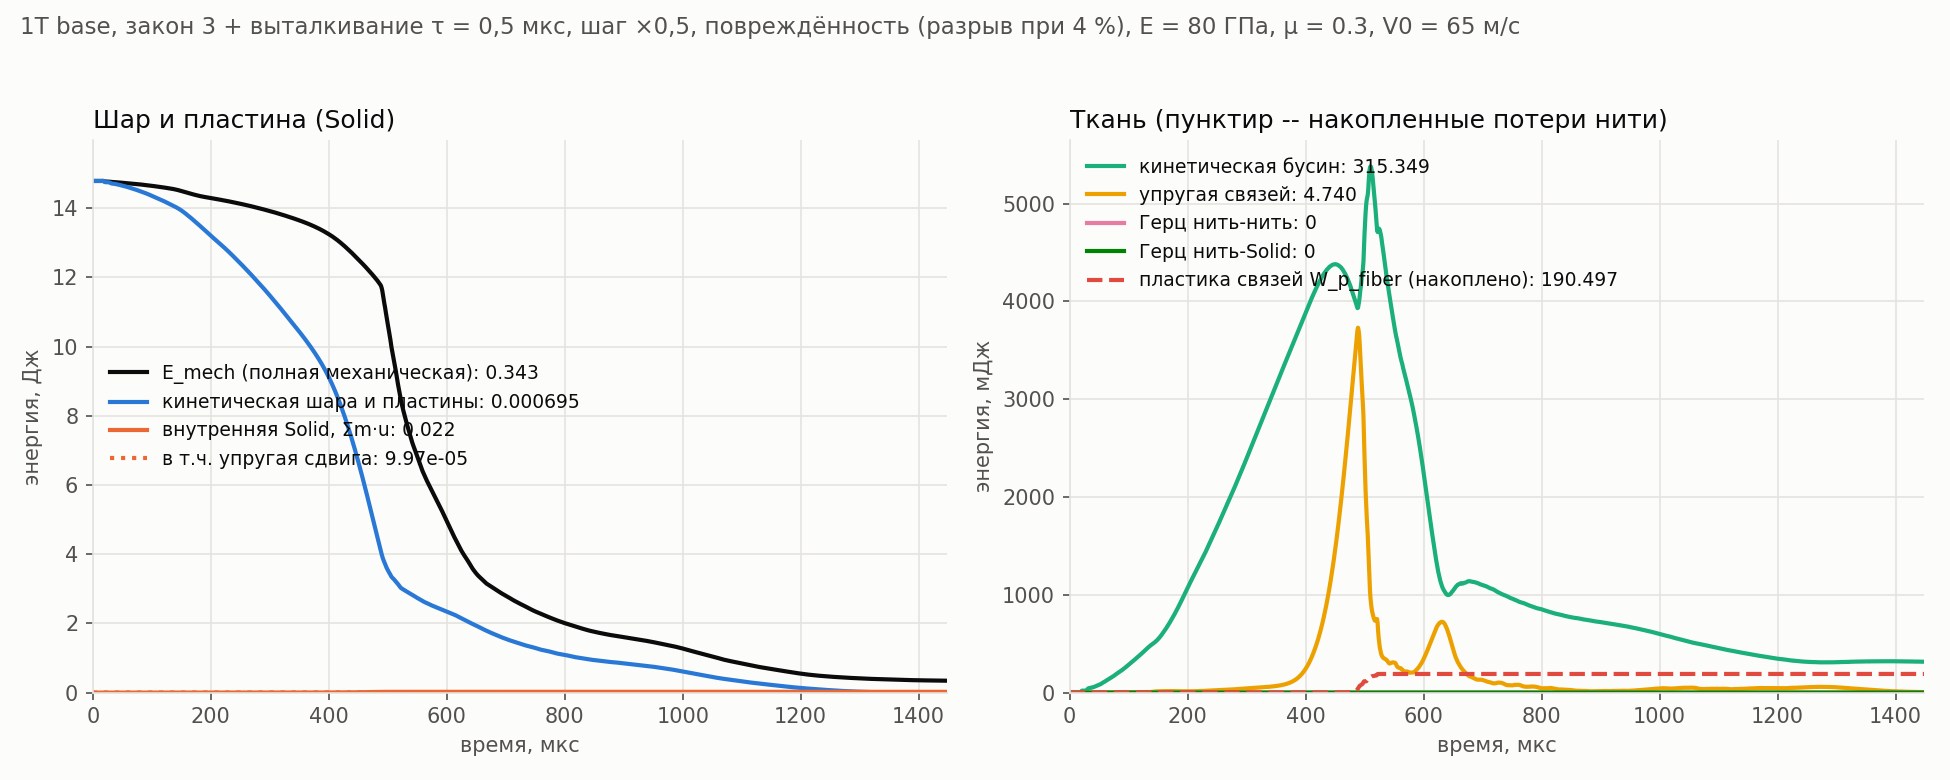 1T base, закон 3 + выталкивание τ = 0,5 мкс, шаг ×0,5, повреждённость (разрыв при 4 %), E = 80 ГПа, μ = 0.3, V0 = 65 м/с
Шар и пластина (Solid)
энергия, Дж
14
12
10
8
6
4
2
0
E_mech (полная механическая): 0.343
кинетическая шара и пластины: 0.000695
внутренняя Solid, Σm·u: 0.022
в т.ч. упругая сдвига: 9.97e-05
0 200 400 600 800 1000 1200 1400
время, мкс
Ткань (пунктир -- накопленные потери нити)
энергия, мДж
5000
4000
3000
2000
1000
0
кинетическая бусин: 315.349
упругая связей: 4.740
Герц нить-нить: 0
Герц нить-Solid: 0
пластика связей W_p_fiber (накоплено): 190.497
0 200 400 600 800 1000 1200 1400
время, мкс